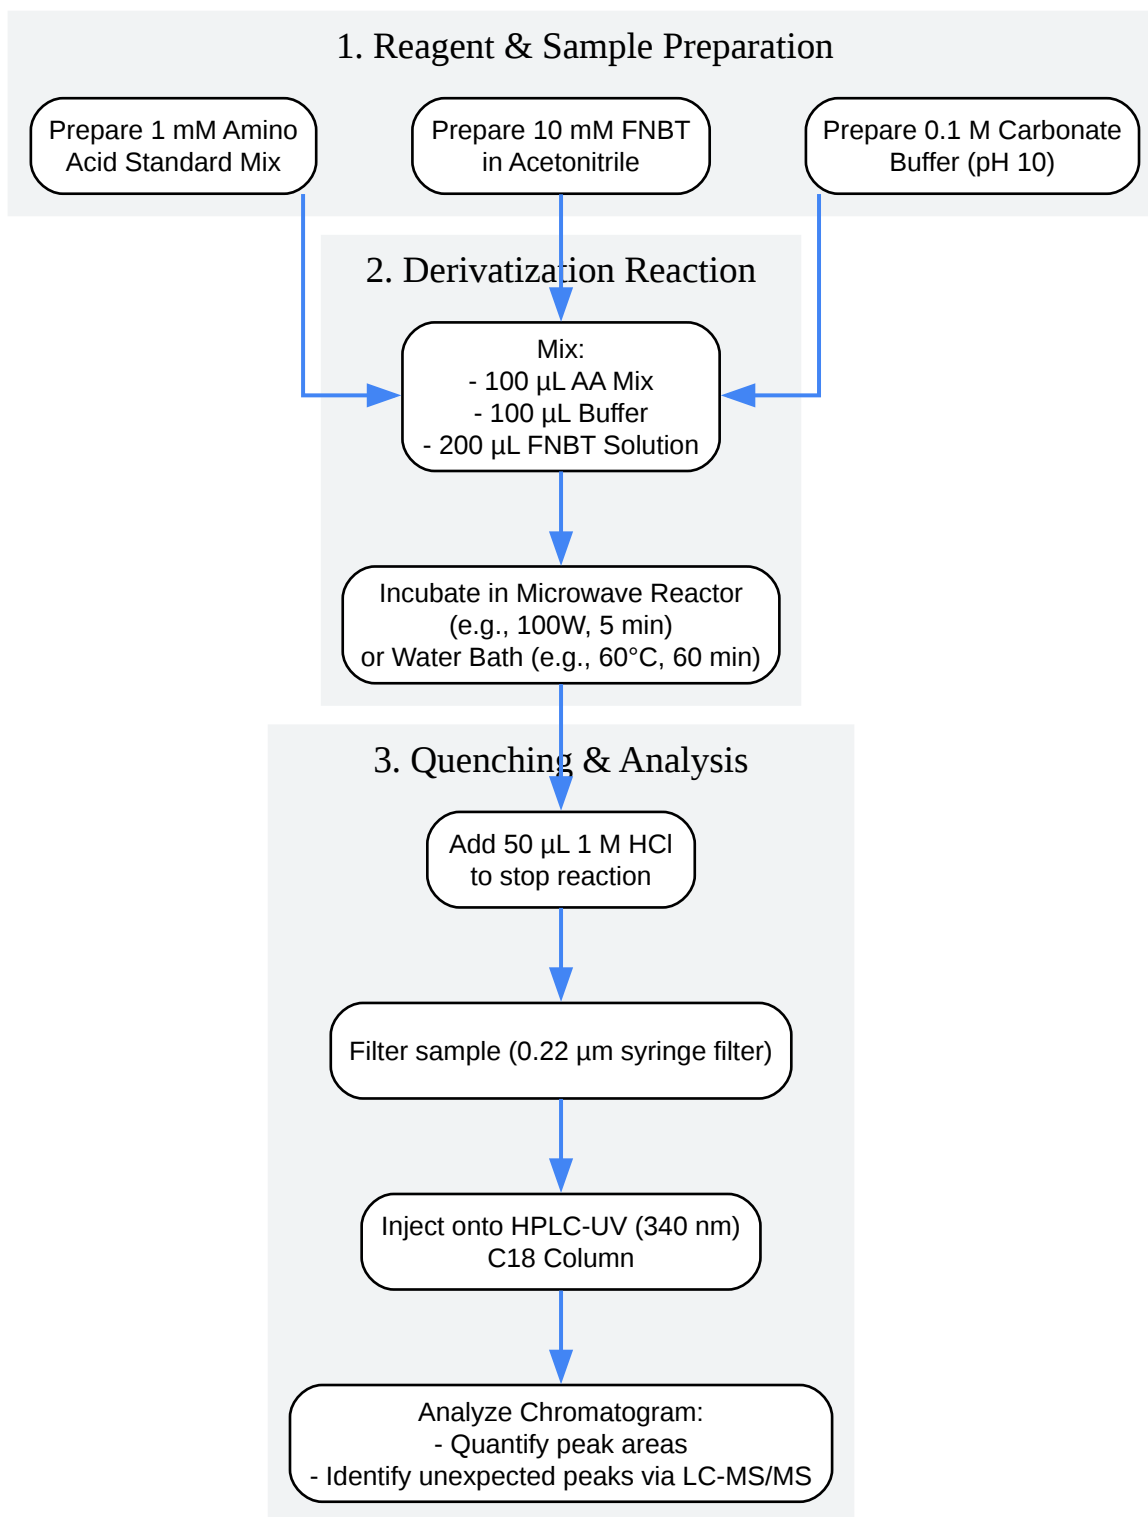 1. Reagent & Sample Preparation
Prepare 1 mM Amino
Acid Standard Mix
Prepare 10 mM FNBT
in Acetonitrile
Prepare 0.1 M Carbonate
Buffer (pH 10)
2. Derivatization Reaction
Mix:
- 100 µL AA Mix
- 100 µL Buffer
- 200 µL FNBT Solution
Incubate in Microwave Reactor
(e.g., 100W, 5 min)
or Water Bath (e.g., 60°C, 60 min)
3. Quenching & Analysis
Add 50 µL 1 M HCl
to stop reaction
Filter sample (0.22 µm syringe filter)
Inject onto HPLC-UV (340 nm)
C18 Column
Analyze Chromatogram:
- Quantify peak areas
- Identify unexpected peaks via LC-MS/MS